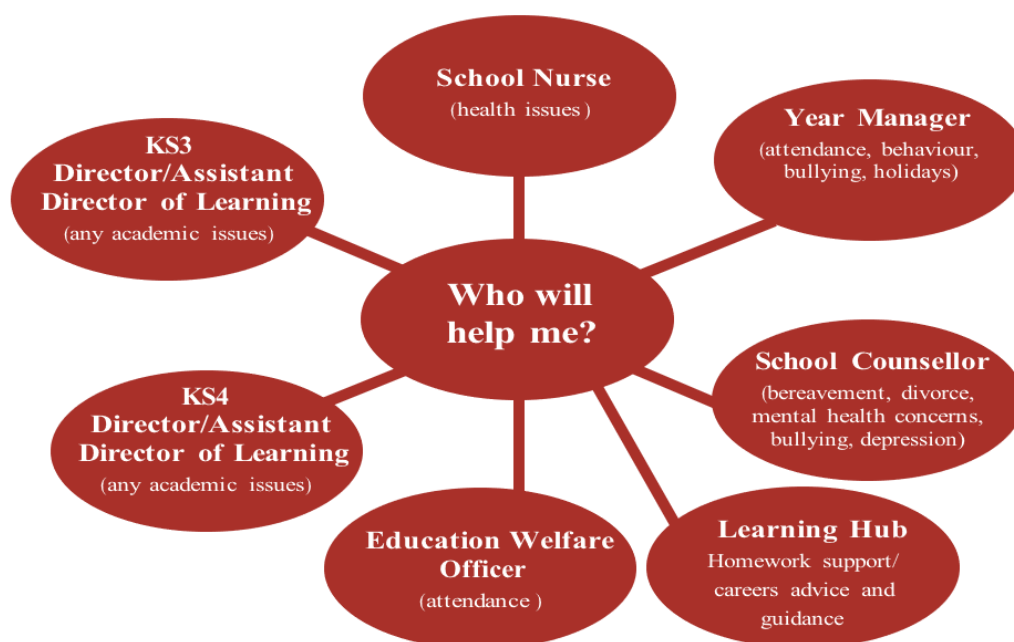 School Nurse
(health issues )
Year Manager
(attendance, behaviour,
bullying, holidays)
KS3
Director/Assistant
Director of Learning
(any academic issues)
Who will
help me?
School Counsellor
(bereavement, divorce,
mental health concerns,
bullying, depression)
KS4
Director/Assistant
Director of Learning
(any academic issues)
Education Welfare
Officer
(attendance )
Learning Hub
Homework support/
careers advice and
guidance